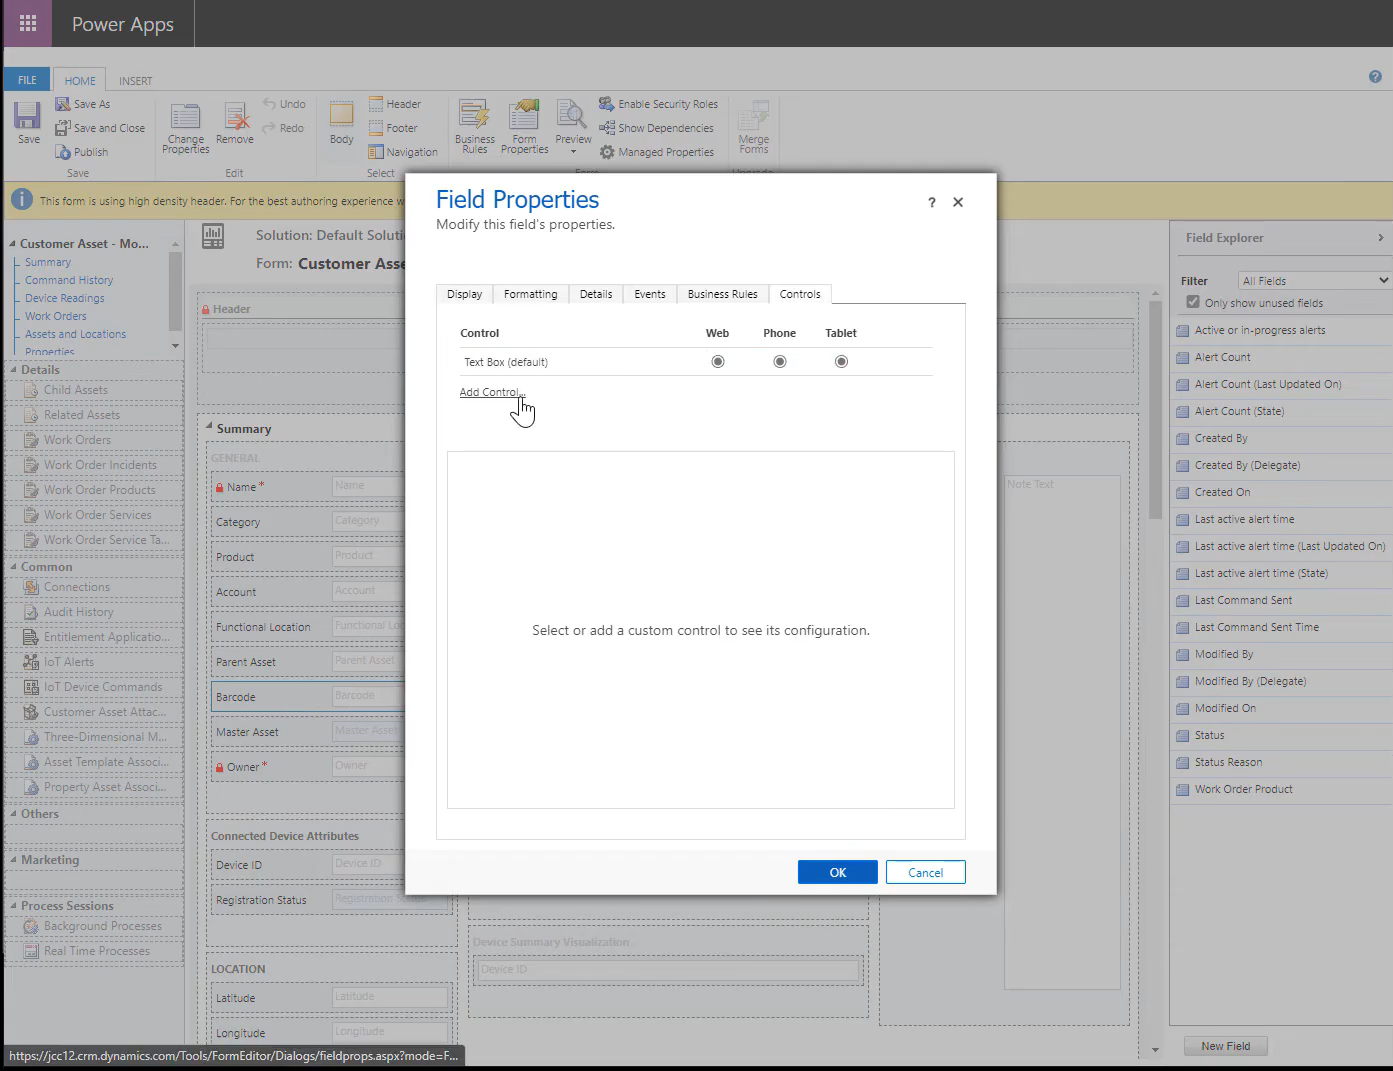 Power Apps
FILE
HOME
INSERT
Save
Save As
Save and Close
Publish
Save
Change Properties
Remove
Undo
Redo
Edit
Body
Header
Footer
Navigation
Select
Business Rules
Form Properties
Preview
Enable Security Roles
Show Dependencies
Managed Properties
Merge Forms
This form is using high density header. For the best authoring experience w
Customer Asset - Mo...
Summary
Command History
Device Readings
Work Orders
Assets and Locations
Properties
Details
Child Assets
Related Assets
Work Orders
Work Order Incidents
Work Order Products
Work Order Services
Work Order Service Ta...
Common
Connections
Audit History
Entitlement Applicatio...
IoT Alerts
IoT Device Commands
Customer Asset Attac...
Three-Dimensional M...
Asset Template Associ...
Property Asset Associ...
Others
Marketing
Process Sessions
Background Processes
Real Time Processes
Solution: Default Soluti
Form: Customer Asse
Header
Summary
GENERAL
Name* Name
Category Category
Product Product
Account Account
Functional Location Functional Loc
Parent Asset Parent Asset
Barcode Barcode
Master Asset Master Asset
Owner* Owner
Connected Device Attributes
Device ID Device ID
Registration Status Registration Status
LOCATION
Latitude Latitude
Longitude Longitude
Device Summary Visualization
Device ID
Note Text
Field Properties
? ×
Modify this field's properties.
Display Formatting Details Events Business Rules Controls
Control Web Phone Tablet
Text Box (default)
Add Control...
Select or add a custom control to see its configuration.
OK Cancel
Field Explorer
Filter All Fields
Only show unused fields
Active or in-progress alerts
Alert Count
Alert Count (Last Updated On)
Alert Count (State)
Created By
Created By (Delegate)
Created On
Last active alert time
Last active alert time (Last Updated On)
Last active alert time (State)
Last Command Sent
Last Command Sent Time
Modified By
Modified By (Delegate)
Modified On
Status
Status Reason
Work Order Product
New Field
https://jcc12.crm.dynamics.com/Tools/FormEditor/Dialogs/fieldprops.aspx?mode=F...